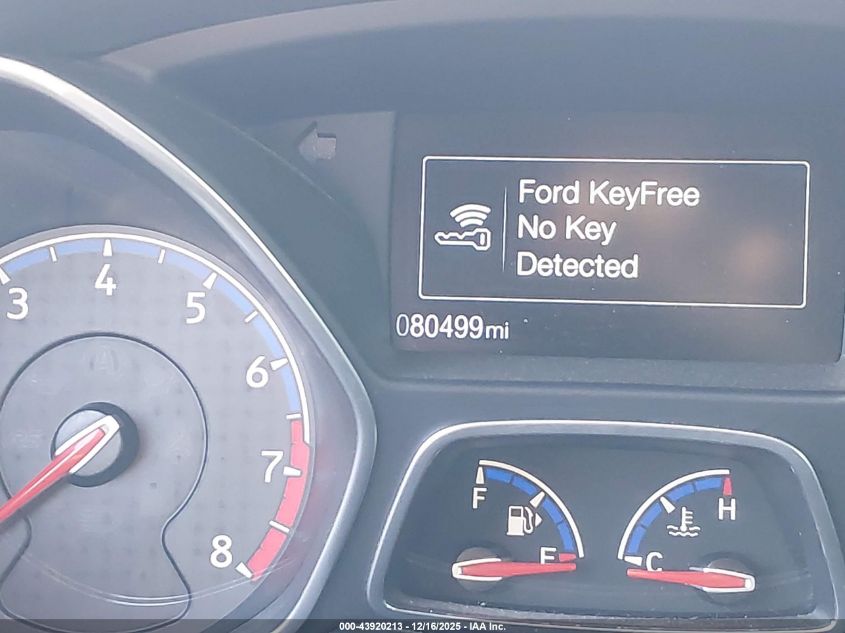 Ford KeyFree
No Key
Detected
080499mi
3
4
5
6
7
8
F
E
C
H
000-43920213 - 12/16/2025 - IAA Inc.